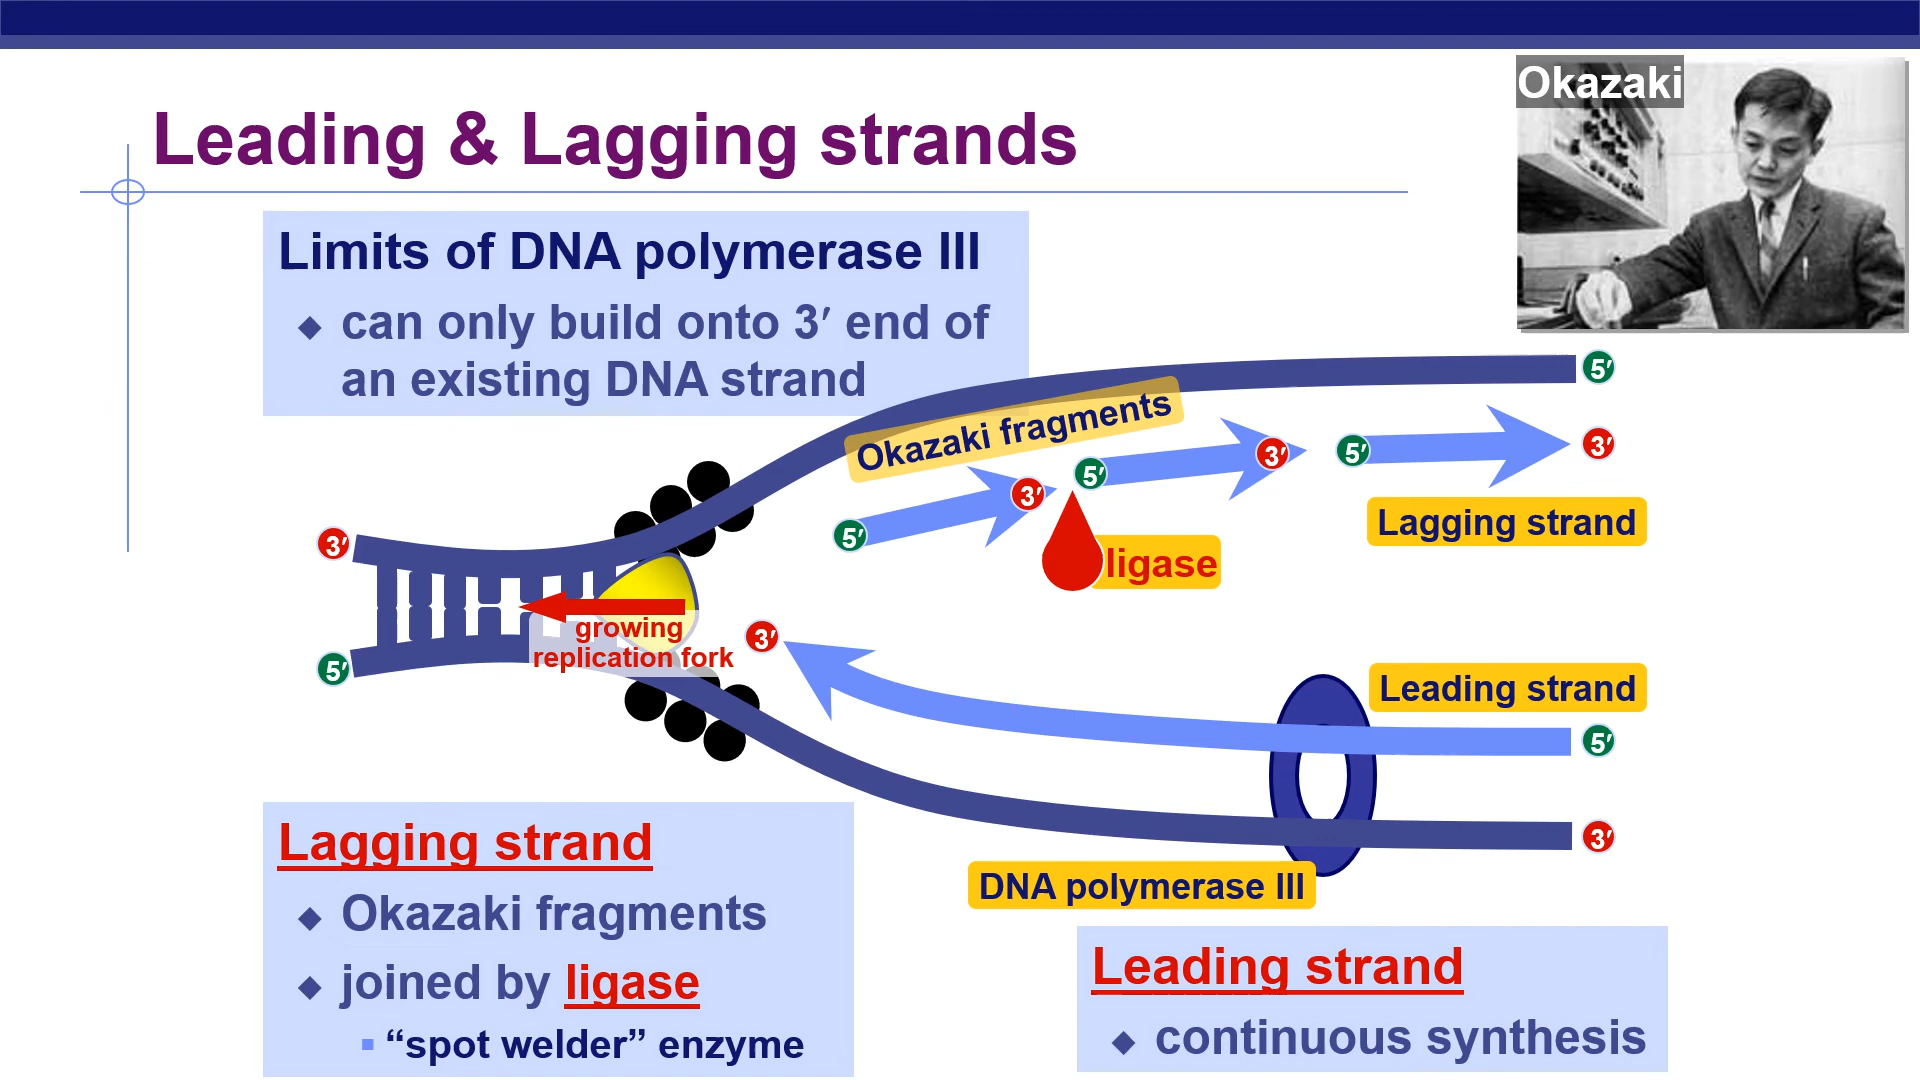 Okazaki
Leading & Lagging strands
Limits of DNA polymerase III
◆ can only build onto 3′ end of
an existing DNA strand
5′
Okazaki fragments
3′
5′
3′
5′
3′
5′
Lagging strand
ligase
3′
5′
growing
replication fork
3′
Leading strand
5′
3′
DNA polymerase III
Lagging strand
◆ Okazaki fragments
◆ joined by ligase
▪ “spot welder” enzyme
Leading strand
◆ continuous synthesis